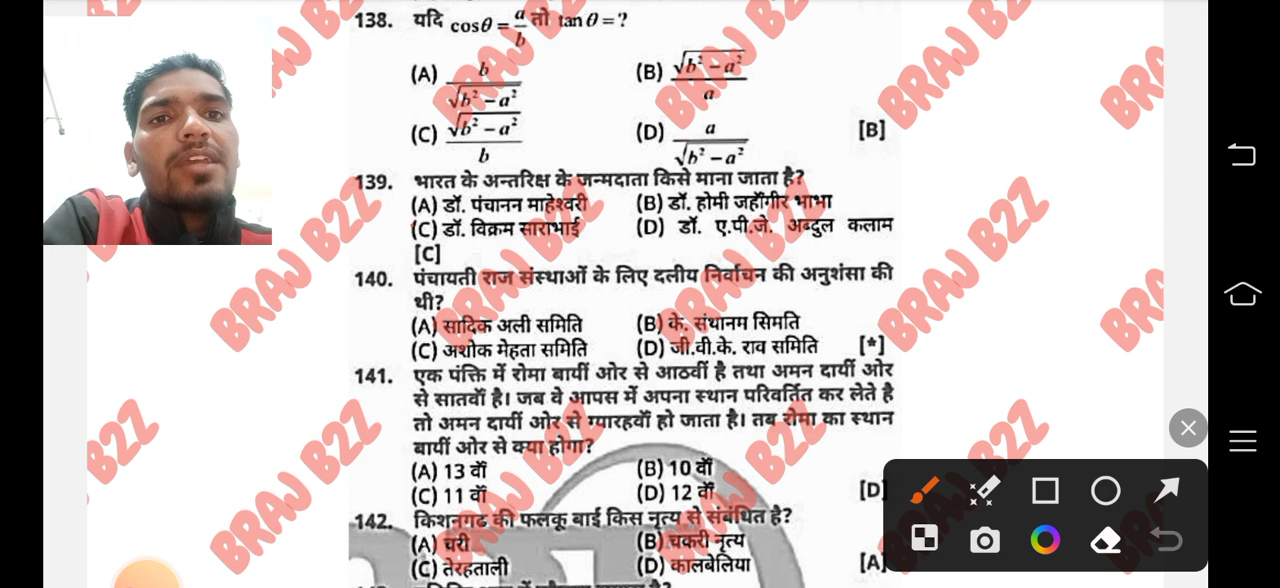 138. यदि cosθ = a/b तो tan θ = ?
(A) b/√b² – a² (B) √b² – a²/a
(C) √b² – a²/b (D) a/√b² – a² [B]
139. भारत के अन्तरिक्ष के जन्मदाता किसे माना जाता है?
(A) डॉ. पंचानन माहेश्वरी (B) डॉ. होमी जहाँगीर भाभा
(C) डॉ. विक्रम साराभाई (D) डॉ. ए.पी.जे. अब्दुल कलाम
[C]
140. पंचायती राज संस्थाओं के लिए दलीय निर्वाचन की अनुशंसा की
थी?
(A) सादिक अली समिति (B) के. संथानम सिमति
(C) अशोक मेहता समिति (D) जी.वी.के. राव समिति [*]
141. एक पंक्ति में रोमा बायीं ओर से आठवीं है तथा अमन दायीं ओर
से सातवाँ है। जब वे आपस में अपना स्थान परिवर्तित कर लेते है
तो अमन दायीं ओर से ग्यारहवाँ हो जाता है। तब रोमा का स्थान
बायीं ओर से क्या होगा?
(A) 13 वाँ (B) 10 वाँ
(C) 11 वाँ (D) 12 वाँ [D]
142. किशनगढ की फलकू बाई किस नृत्य से संबंधित है?
(A) चरी (B) चकरी नृत्य
(C) तेरहताली (D) कालबेलिया [A]
BRAJ B2Z